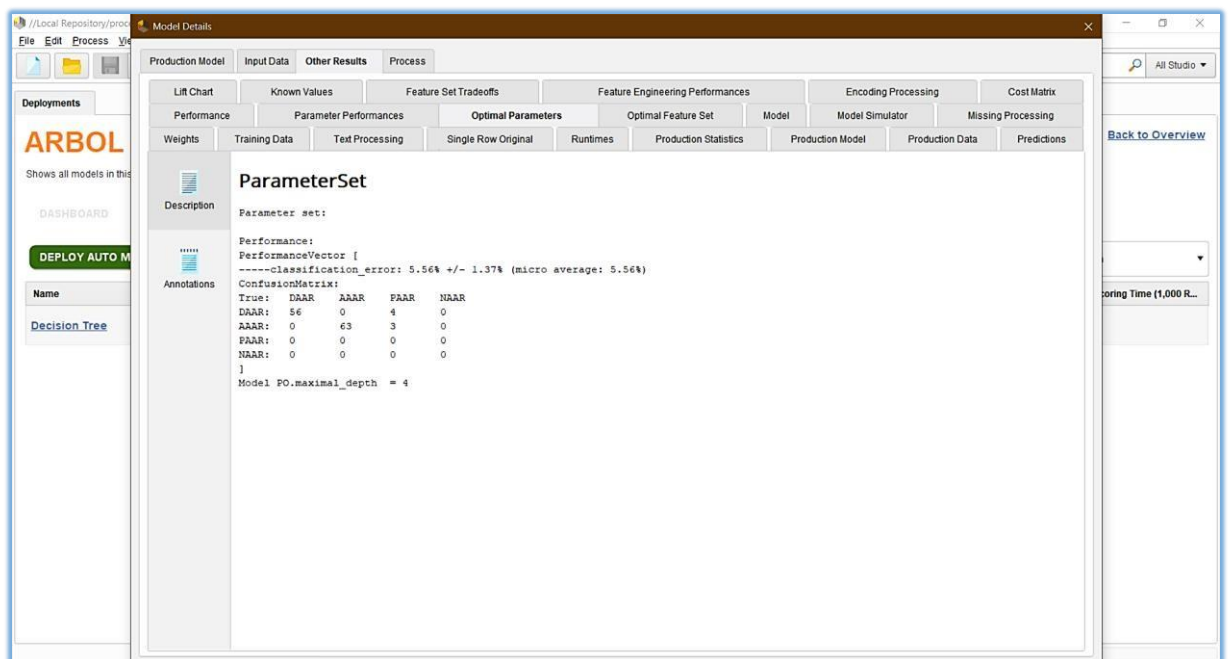 //Local Repository/proc
Model Details
File Edit Process Vie
All Studio
Production Model Input Data Other Results Process
Lift Chart Known Values Feature Set Tradeoffs Feature Engineering Performances Encoding Processing Cost Matrix
Performance Parameter Performances Optimal Parameters Optimal Feature Set Model Model Simulator Missing Processing
Weights Training Data Text Processing Single Row Original Runtimes Production Statistics Production Model Production Data Predictions
Deployments
ARBOL
Back to Overview
Shows all models in this
DASHBOARD
DEPLOY AUTO M
Name
coring Time (1,000 R...
Decision Tree
Description
Annotations
ParameterSet
Parameter set:
Performance:
PerformanceVector [
-----classification_error: 5.56% +/- 1.37% (micro average: 5.56%)
ConfusionMatrix:
True: DAAR AAAR PAAR NAAR
DAAR: 56 0 4 0
AAAR: 0 63 3 0
PAAR: 0 0 0 0
NAAR: 0 0 0 0
]
Model PO.maximal_depth = 4